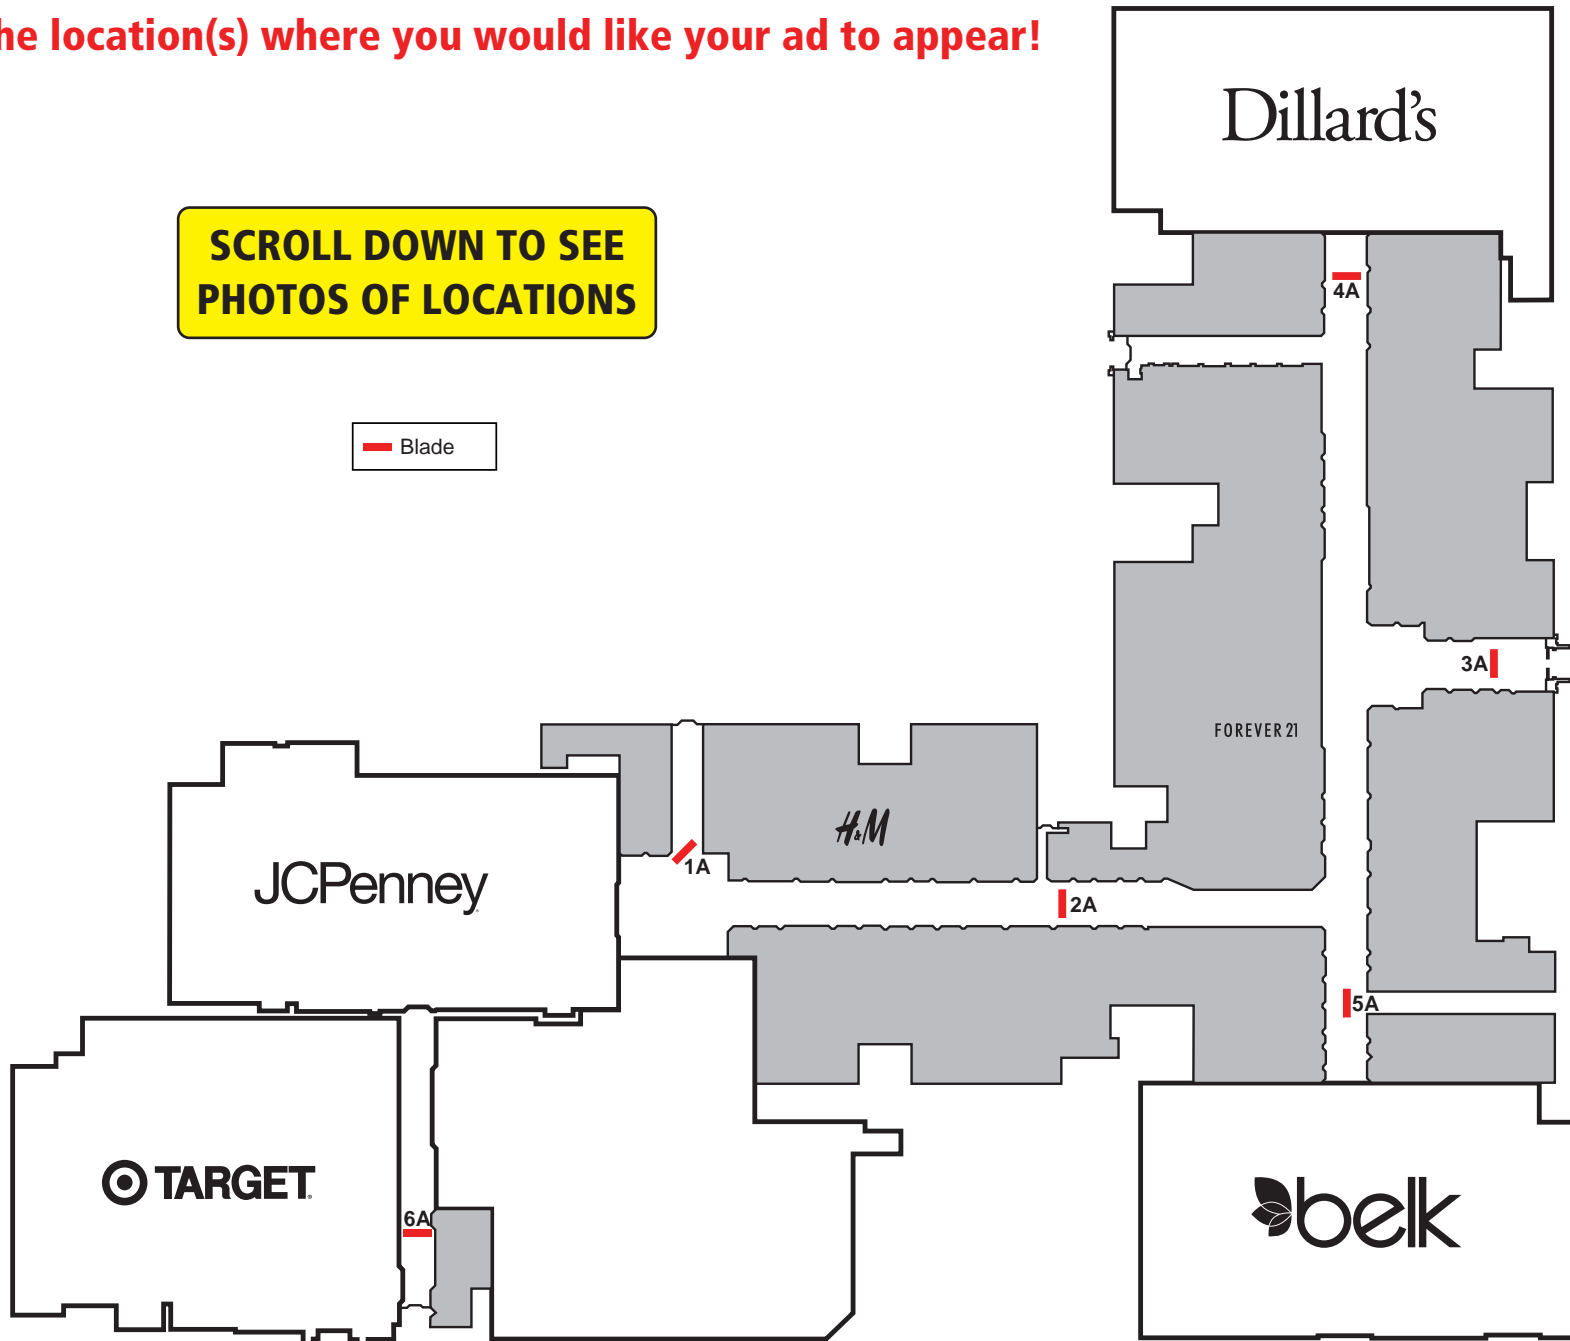 he location(s) where you would like your ad to appear!
Dillard's
SCROLL DOWN TO SEE
PHOTOS OF LOCATIONS
4A
Blade
3A
FOREVER 21
H&M
1A
JCPenney
2A
5A
TARGET
belk
6A